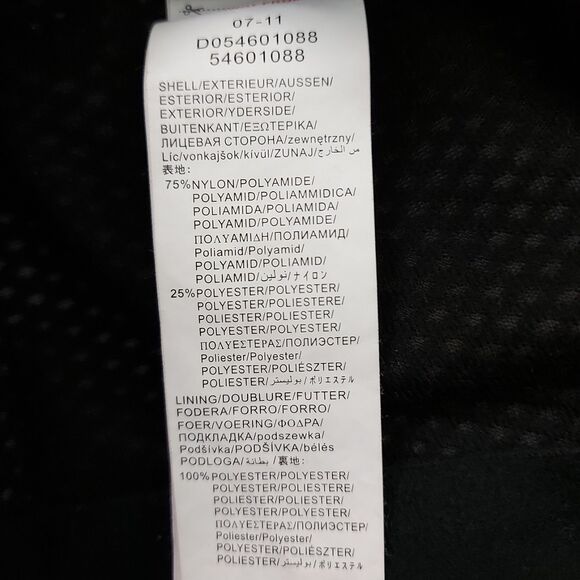 07-11
D054601088
54601088
SHELL/EXTERIEUR/AUSSEN/
ESTERIOR/ESTERIOR/
EXTERIOR/YDERSIDE/
BUITENKANT/ΕΞΩΤΕΡΙΚΑ/
ЛИЦЕВАЯ СТОРОНА/zewnętrzny/
Líc/vonkajšok/kívül/ZUNAJ/من الخارج/
表地:
75%NYLON/POLYAMIDE/
POLYAMID/POLIAMMIDICA/
POLIAMIDA/POLIAMIDA/
POLYAMID/POLYAMIDE/
ΠΟΛΥΑΜΙΔΗ/ПОЛИАМИД/
Poliamid/Polyamid/
POLYAMID/POLIAMID/
POLIAMID/نولين/ナイロン
25%POLYESTER/POLYESTER/
POLYESTER/POLIESTERE/
POLIESTER/POLIESTER/
POLYESTER/POLYESTER/
ΠΟΛΥΕΣΤΕΡΑΣ/ПОЛИЭСТЕР/
Poliester/Polyester/
POLYESTER/POLIÉSZTER/
POLIESTER/بوليستر/ポリエステル
LINING/DOUBLURE/FUTTER/
FODERA/FORRO/FORRO/
FOER/VOERING/ΦΟΔΡΑ/
ПОДКЛАДКА/podszewka/
Podšívka/PODŠÍVKA/bélés
PODLOGA/بطانة/裏地:
100%POLYESTER/POLYESTER/
POLYESTER/POLIESTERE/
POLIESTER/POLIESTER/
POLYESTER/POLYESTER/
ΠΟΛΥΕΣΤΕΡΑΣ/ПОЛИЭСТЕР/
Poliester/Polyester/
POLYESTER/POLIÉSZTER/
POLIESTER/بوليستر/ポリエステル